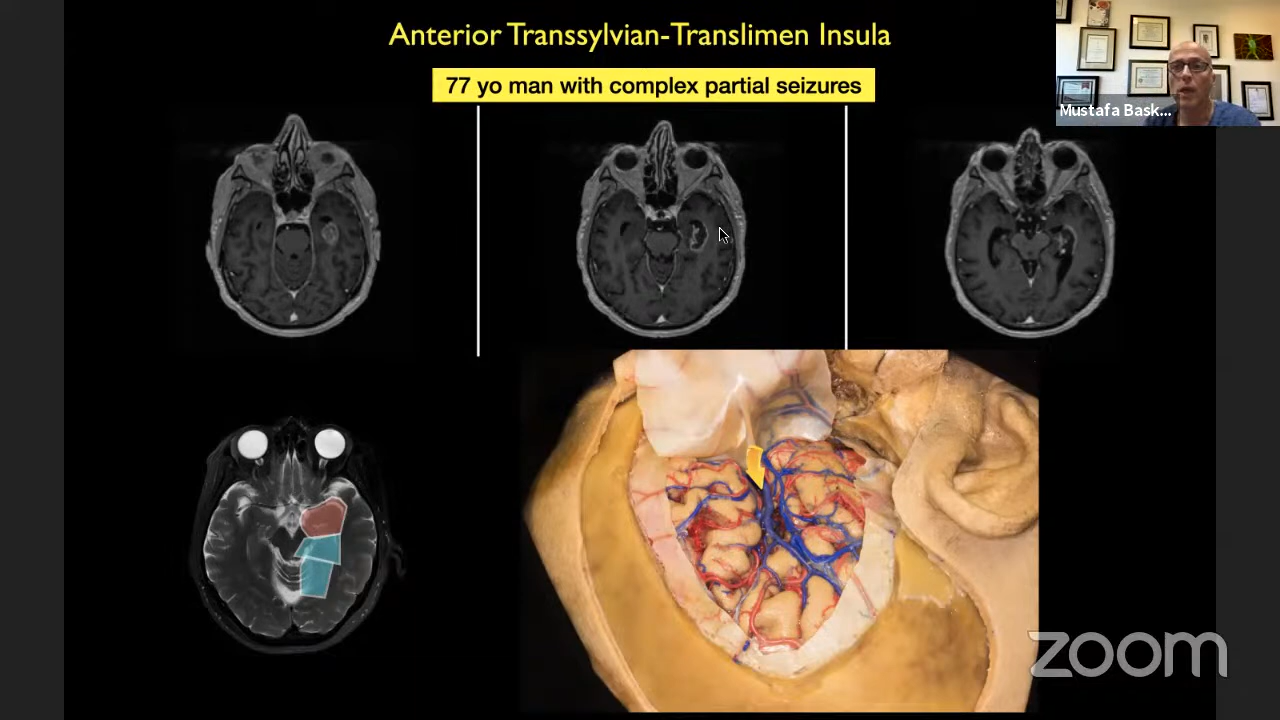 Anterior Transsylvian-Translimen Insula
77 yo man with complex partial seizures
Mustafa Bask...
zoom